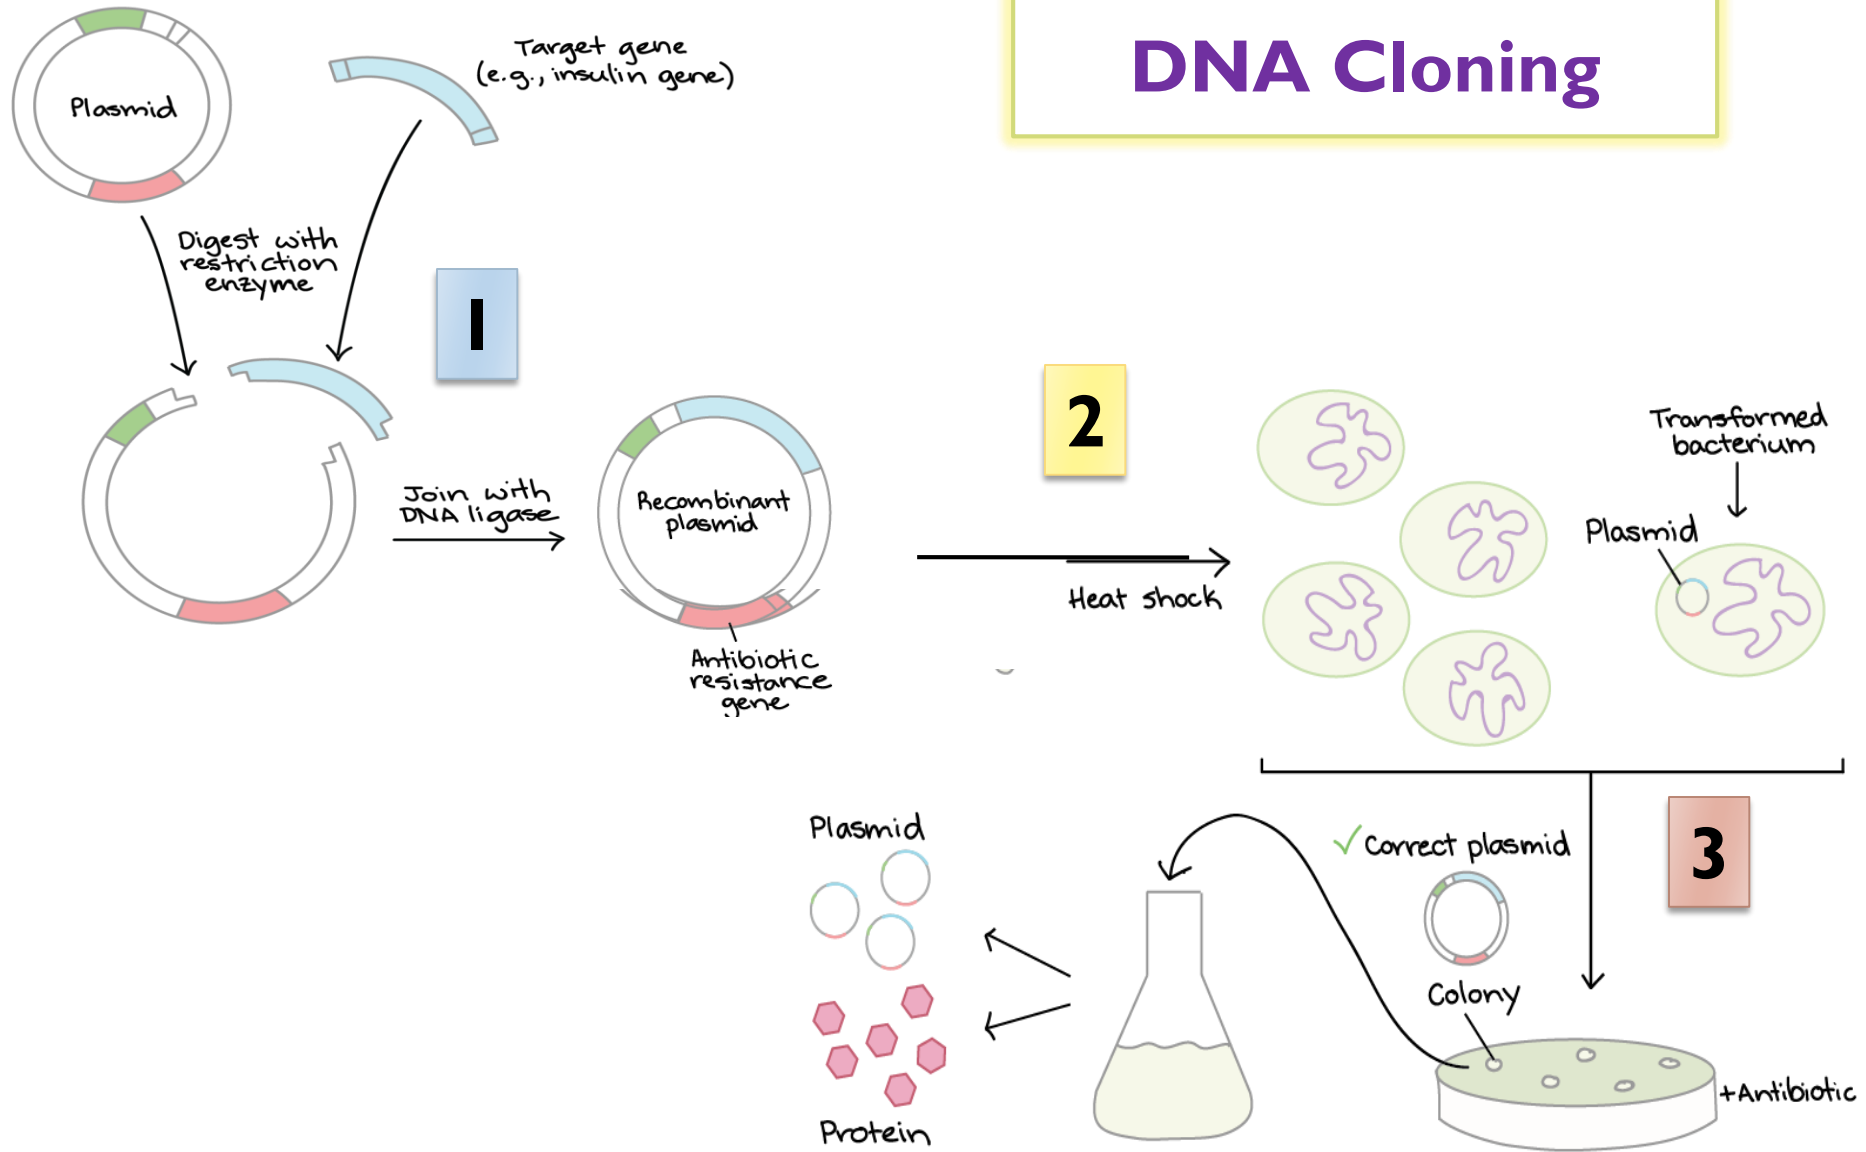 DNA Cloning
Plasmid
Target gene
(e.g., insulin gene)
Digest with
restriction
enzyme
1
Join with
DNA ligase
Recombinant
plasmid
Antibiotic
resistance
gene
2
Heat shock
Transformed
bacterium
Plasmid
3
✓ Correct plasmid
Colony
+Antibiotic
Plasmid
Protein